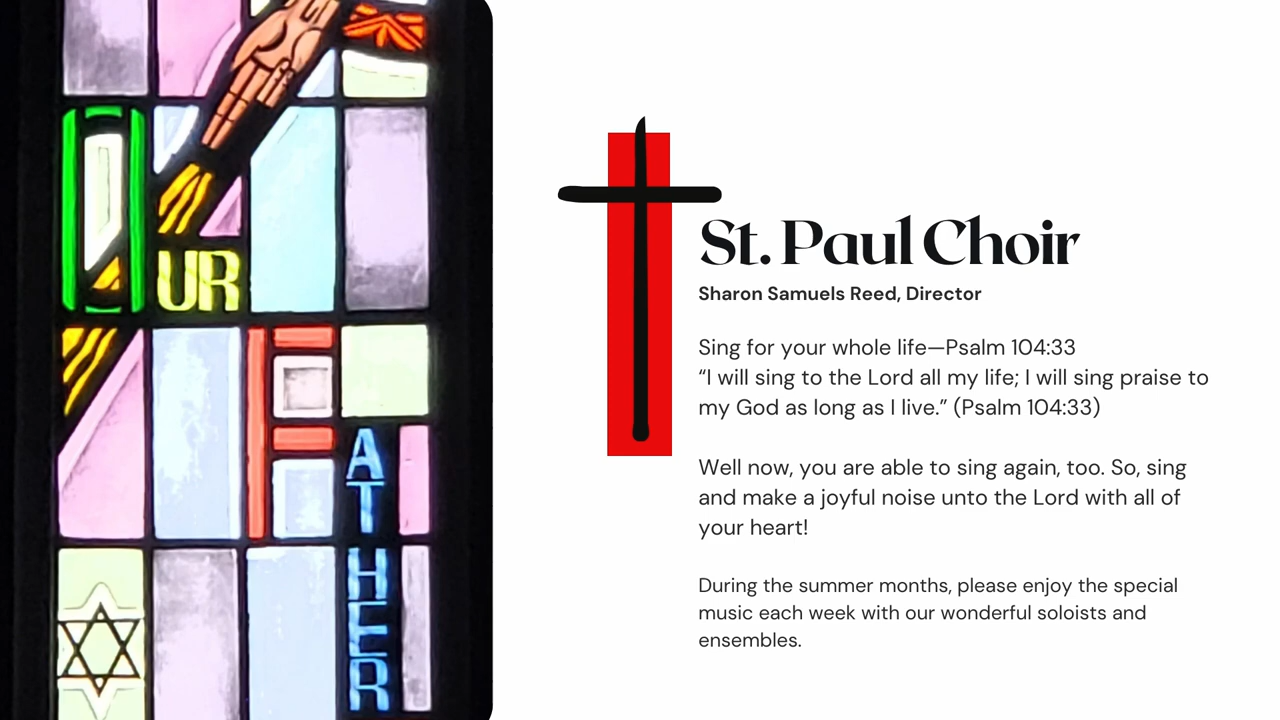 OUR
FATHER
St. Paul Choir
Sharon Samuels Reed, Director
Sing for your whole life—Psalm 104:33
“I will sing to the Lord all my life; I will sing praise to
my God as long as I live.” (Psalm 104:33)
Well now, you are able to sing again, too. So, sing
and make a joyful noise unto the Lord with all of
your heart!
During the summer months, please enjoy the special
music each week with our wonderful soloists and
ensembles.